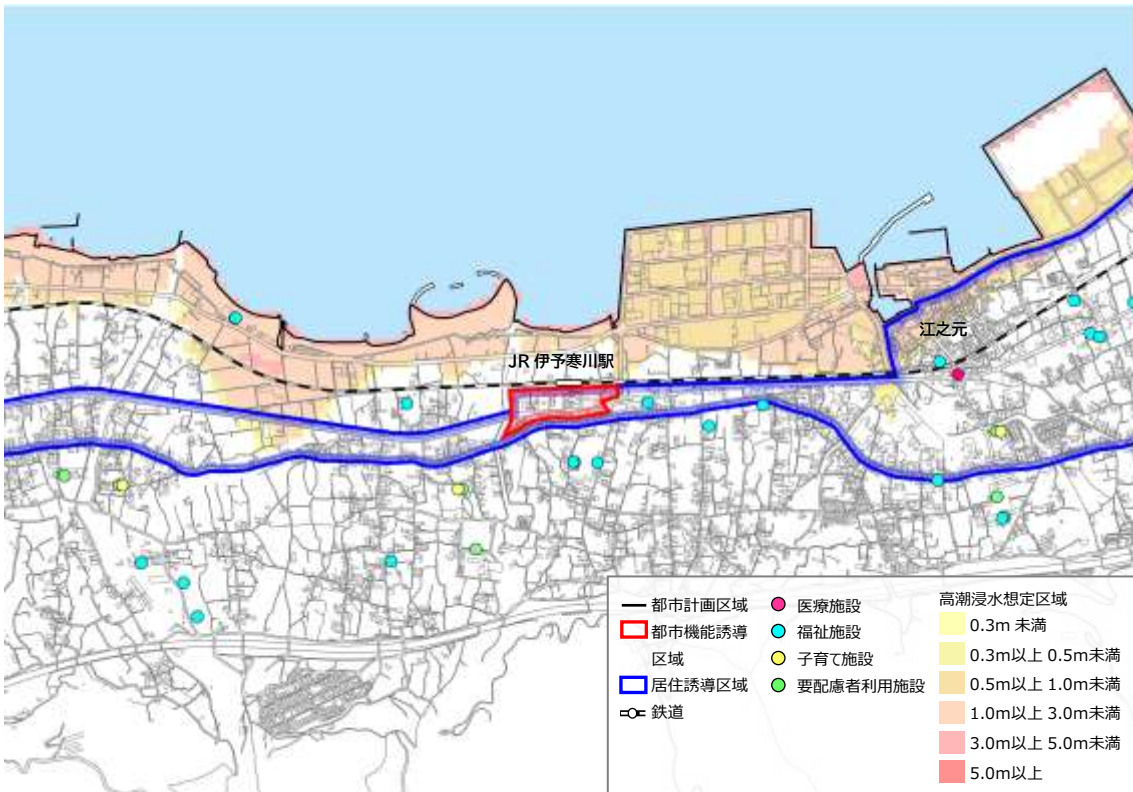 江之元
JR 伊予寒川駅
都市計画区域
都市機能誘導
区域
居住誘導区域
鉄道
医療施設
福祉施設
子育て施設
要配慮者利用施設
高潮浸水想定区域
0.3m 未満
0.3m以上 0.5m未満
0.5m以上 1.0m未満
1.0m以上 3.0m未満
3.0m以上 5.0m未満
5.0m以上